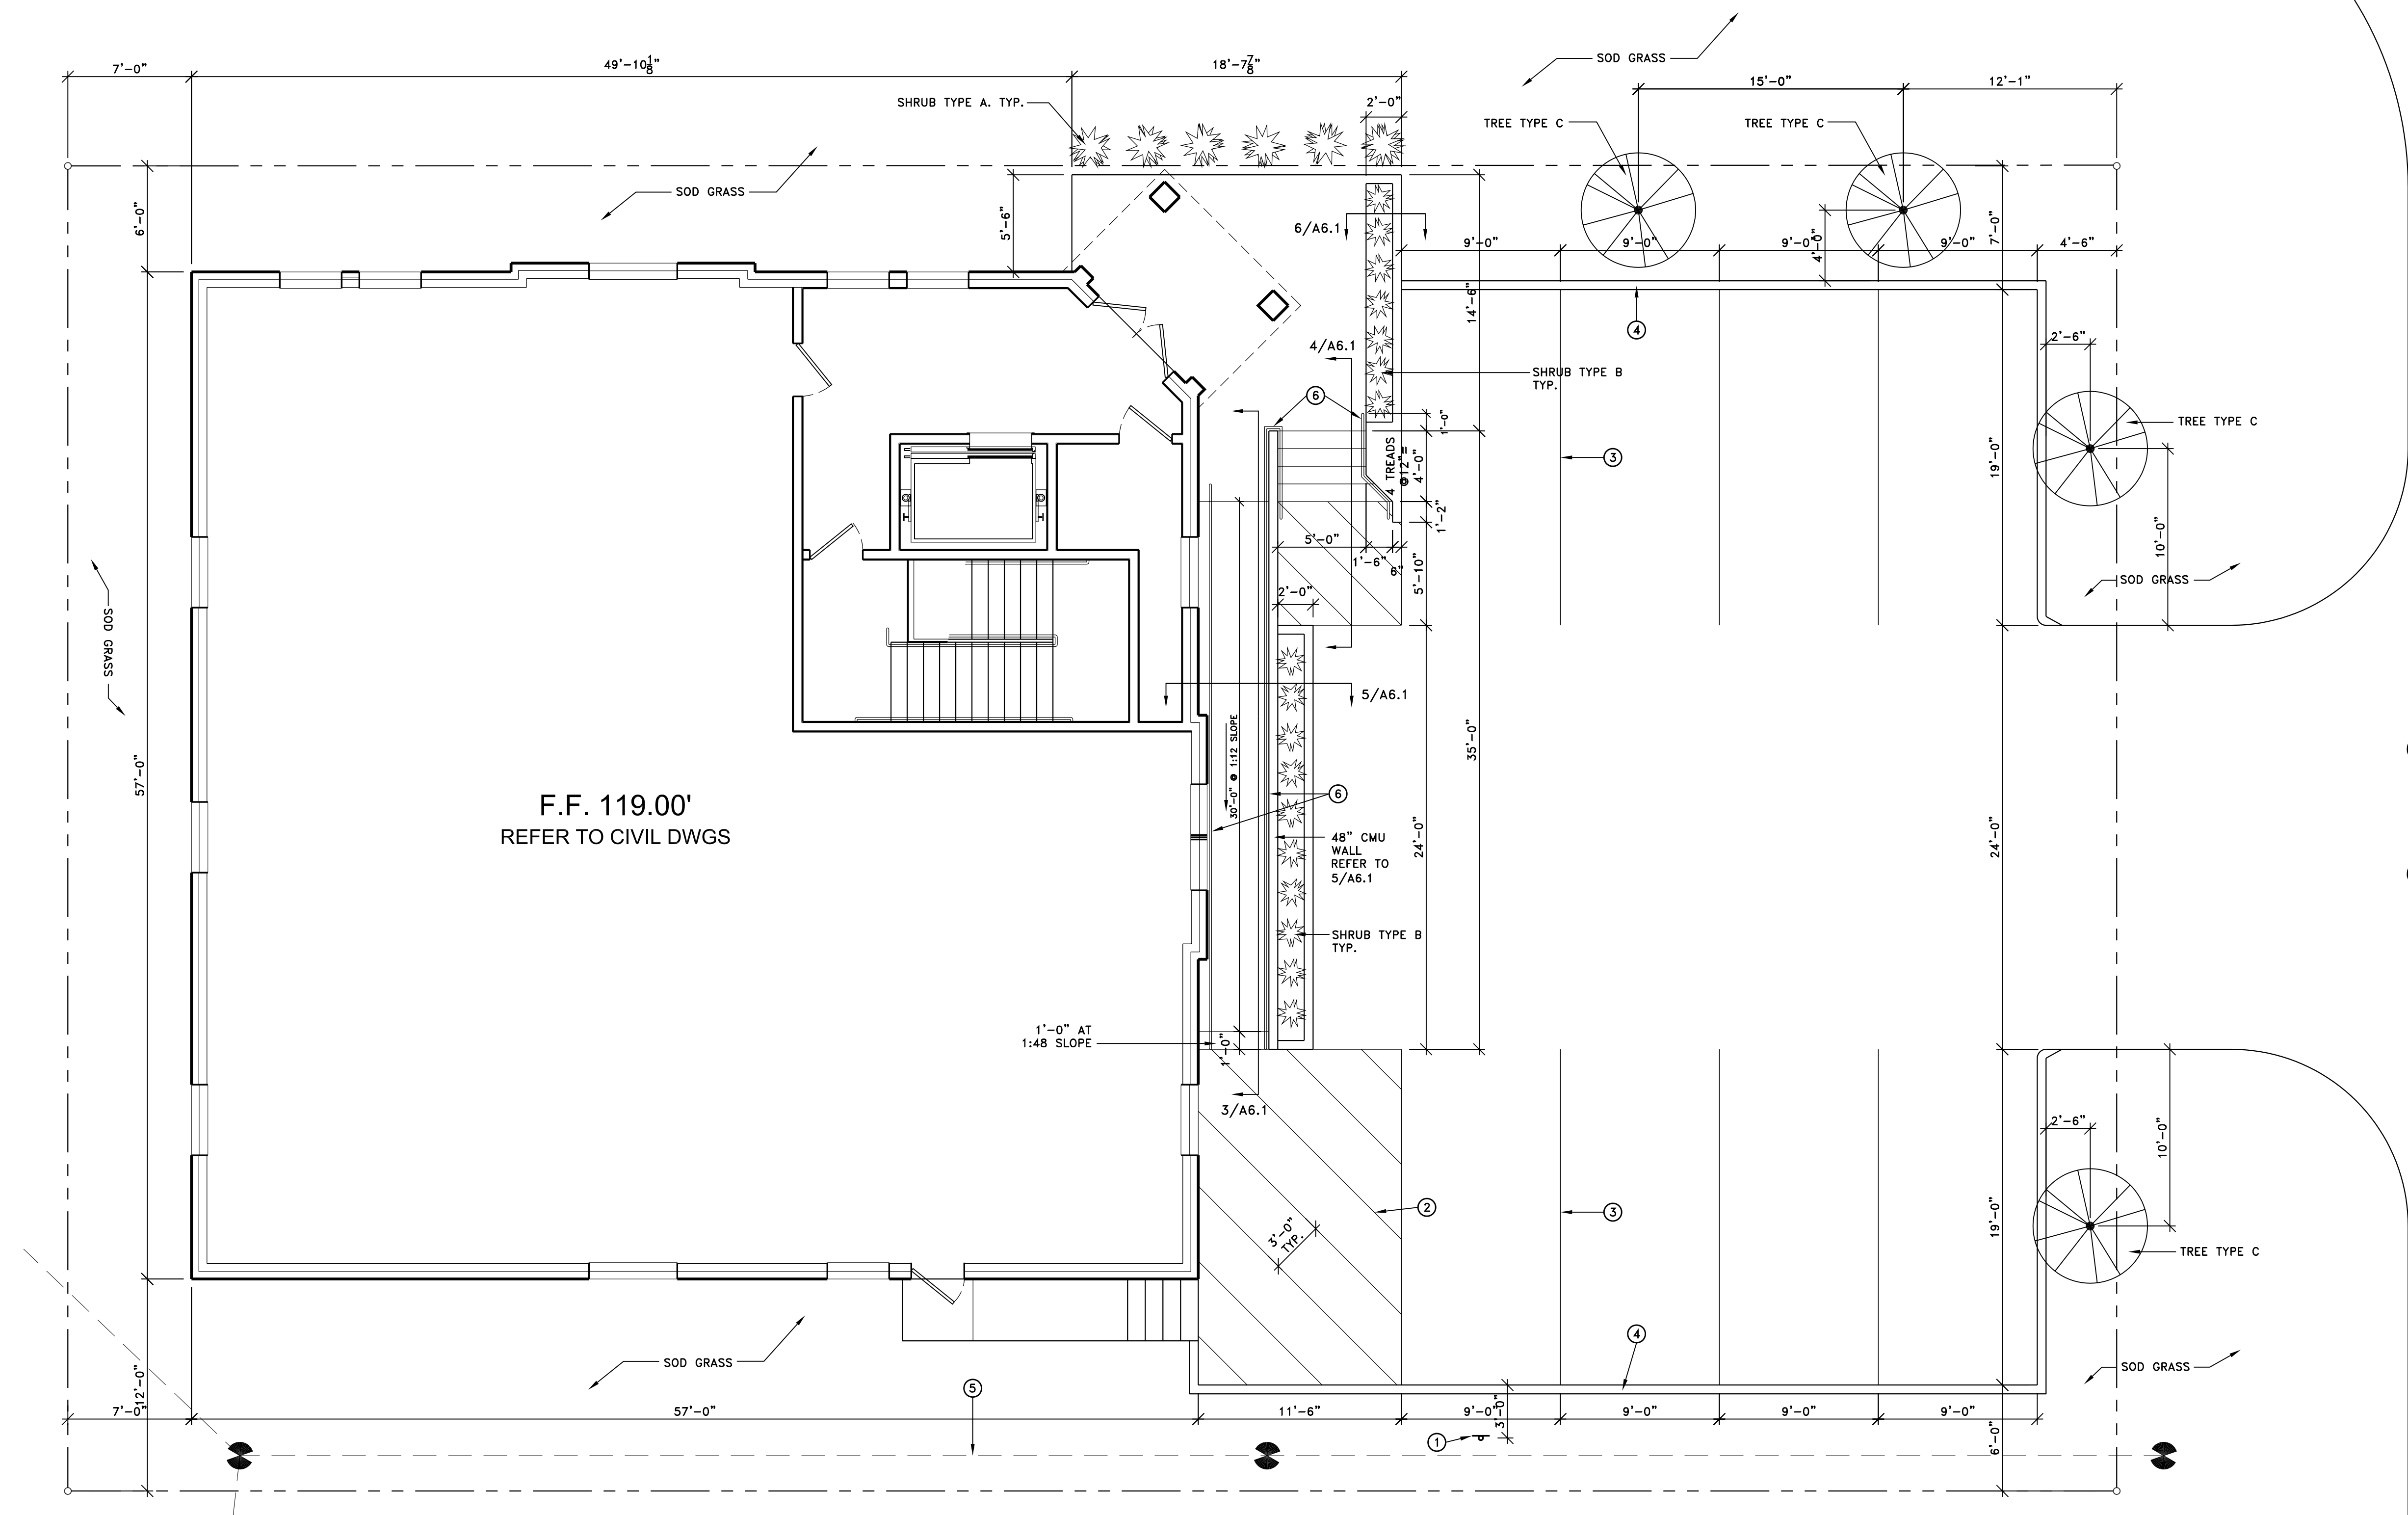 SOD GRASS
7'-0"
49'-10 1/8"
18'-7 7/8"
15'-0"
12'-1"
SHRUB TYPE A. TYP.
2'-0"
TREE TYPE C
TREE TYPE C
SOD GRASS
6'-0"
5'-6"
6/A6.1
9'-0"
9'-0"
9'-0"
9'-0"
4'-6"
4'-0"
7'-0"
14'-6"
4
2'-6"
4/A6.1
SHRUB TYPE B
TYP.
6
TREE TYPE C
1'-0"
4 TREADS
@12"=
4'-0"
3
19'-0"
1'-2"
5'-0"
1'-6"
6"
5'-10"
10'-0"
SOD GRASS
2'-0"
SOD GRASS
5/A6.1
57'-0"
F.F. 119.00'
REFER TO CIVIL DWGS
30'-0" @ 1:12 SLOPE
35'-0"
6
48" CMU
WALL
REFER TO
5/A6.1
24'-0"
24'-0"
SHRUB TYPE B
TYP.
1'-0" AT
1:48 SLOPE
1'-0"
3/A6.1
2'-6"
10'-0"
2
3
19'-0"
3'-0"
TYP.
TREE TYPE C
4
SOD GRASS
SOD GRASS
12'-0"
5
7'-0"
57'-0"
11'-6"
9'-0"
3'-0"
9'-0"
9'-0"
9'-0"
1
6'-0"